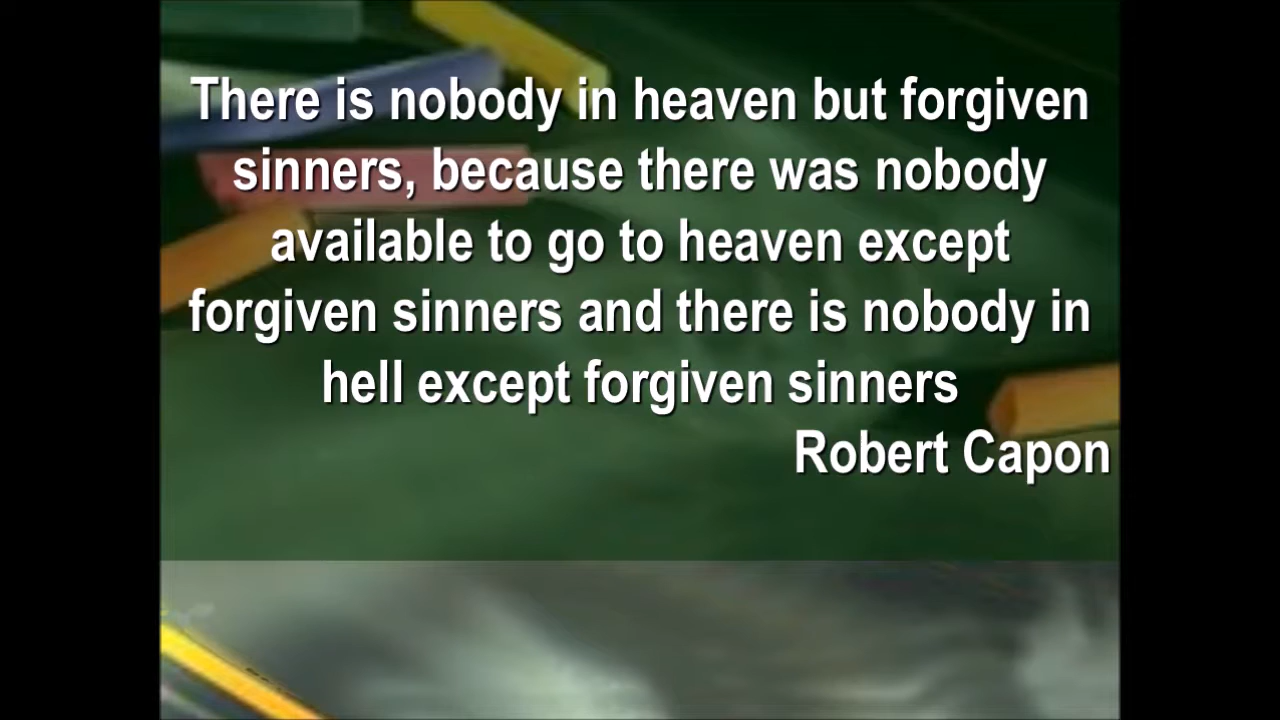 There is nobody in heaven but forgiven
sinners, because there was nobody
available to go to heaven except
forgiven sinners and there is nobody in
hell except forgiven sinners
Robert Capon